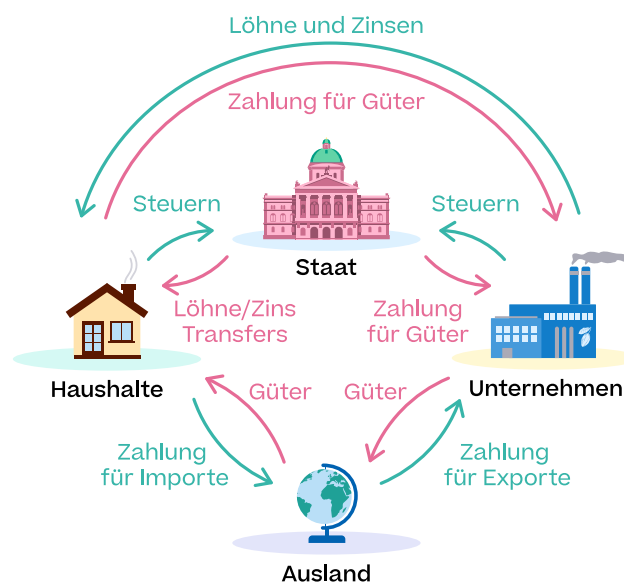 Löhne und Zinsen
Zahlung für Güter
Steuern
Steuern
Staat
Löhne/Zins
Transfers
Zahlung
für Güter
Haushalte
Unternehmen
Güter
Güter
Zahlung
für Importe
Zahlung
für Exporte
Ausland